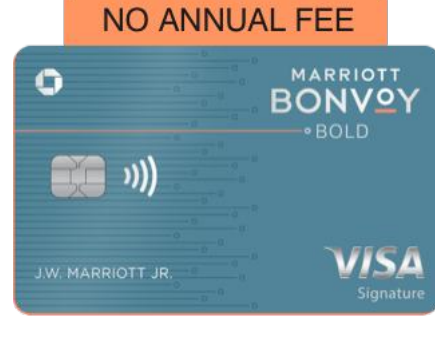 NO ANNUAL FEE
MARRIOTT
BONVOY
BOLD
J.W. MARRIOTT JR.
VISA
Signature